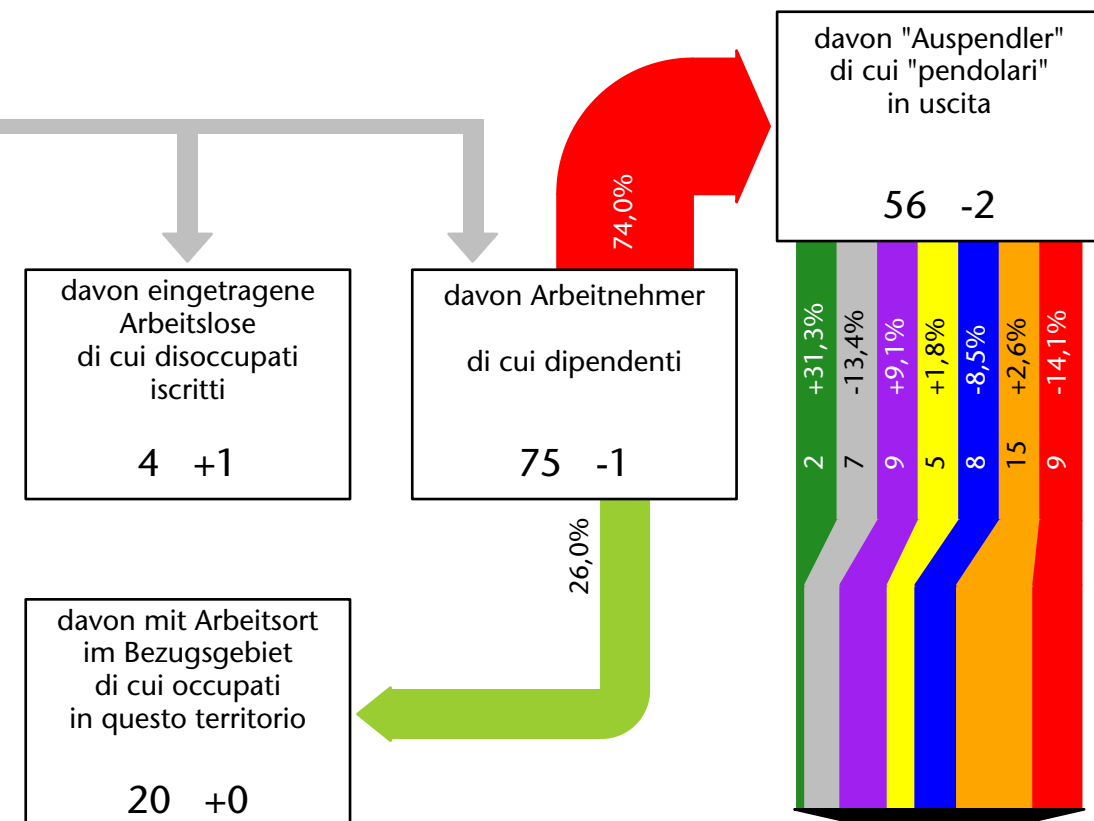 davon "Auspendler"
di cui "pendolari"
in uscita
56 -2
74,0%
davon eingetragene
Arbeitslose
di cui disoccupati
iscritti
4 +1
davon Arbeitnehmer
di cui dipendenti
75 -1
2 +31,3%
7 -13,4%
9 +9,1%
5 +1,8%
8 -8,5%
15 +2,6%
9 -14,1%
26,0%
davon mit Arbeitsort
im Bezugsgebiet
di cui occupati
in questo territorio
20 +0